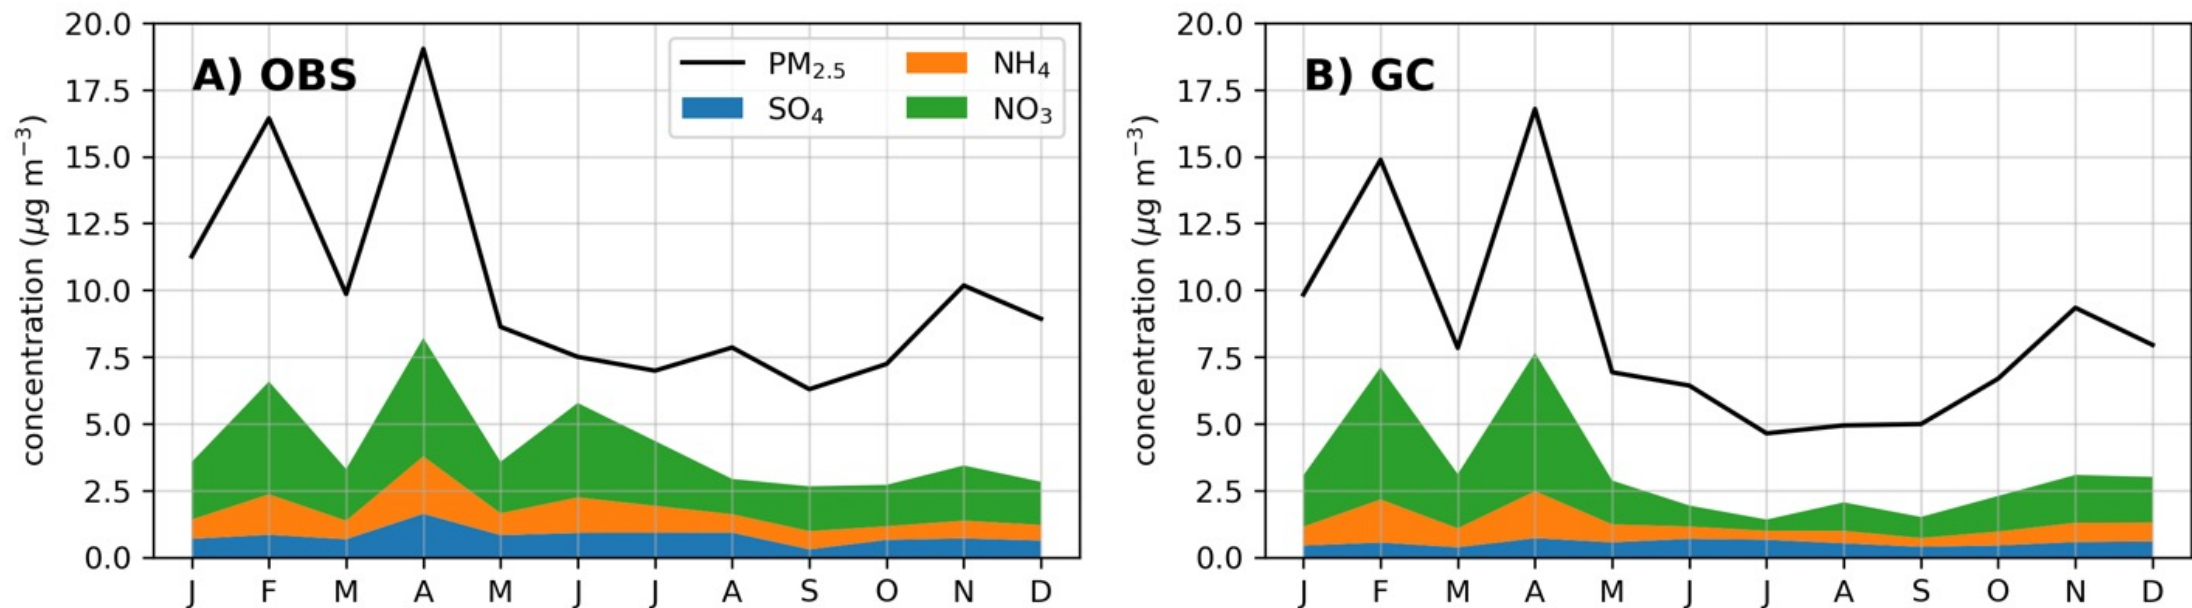 A) OBS
PM₂.₅
NH₄
SO₄
NO₃
concentration (μg m⁻³)
20.0
17.5
15.0
12.5
10.0
7.5
5.0
2.5
0.0
J F M A M J J A S O N D
B) GC
concentration (μg m⁻³)
20.0
17.5
15.0
12.5
10.0
7.5
5.0
2.5
0.0
J F M A M J J A S O N D